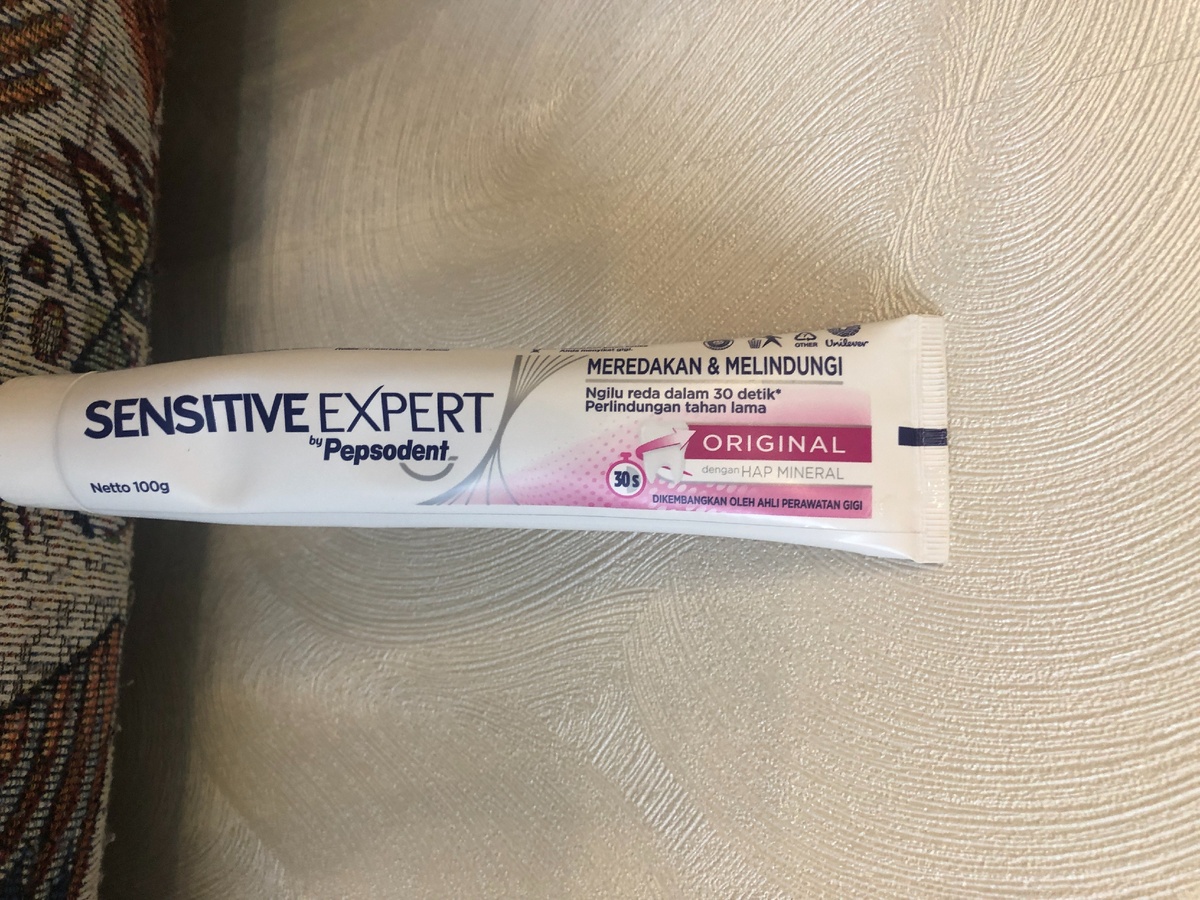 SENSITIVE EXPERT
by Pepsodent
Netto 100g
OTHER
Unilever
MEREDAKAN & MELINDUNGI
Ngilu reda dalam 30 detik*
Perlindungan tahan lama
ORIGINAL
30s
dengan HAP MINERAL
DIKEMBANGKAN OLEH AHLI PERAWATAN GIGI